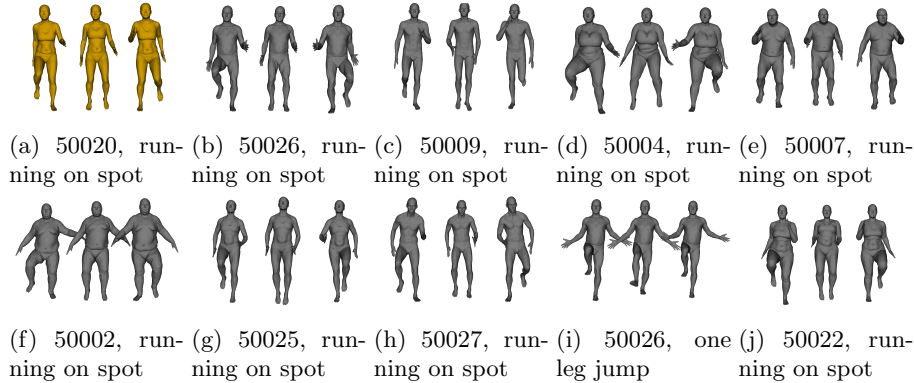 (a) 50020, run-
ning on spot
(b) 50026, run-
ning on spot
(c) 50009, run-
ning on spot
(d) 50004, run-
ning on spot
(e) 50007, run-
ning on spot
(f) 50002, run-
ning on spot
(g) 50025, run-
ning on spot
(h) 50027, run-
ning on spot
(i) 50026, one
leg jump
(j) 50022, run-
ning on spot